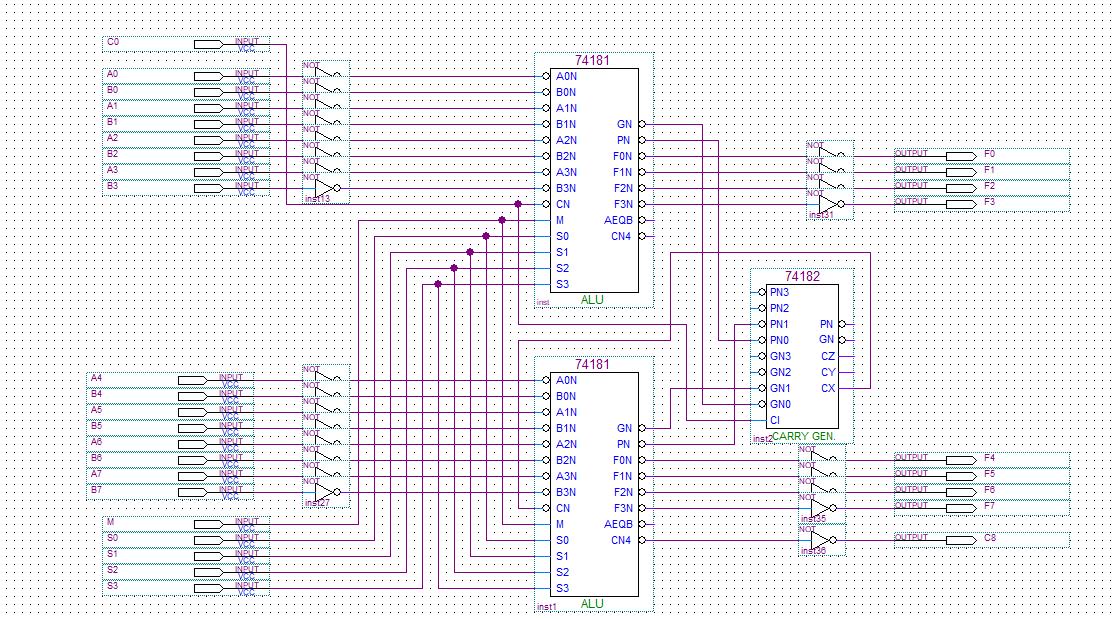 C0 INPUT VCC
A0 INPUT VCC
B0 INPUT VCC
A1 INPUT VCC
B1 INPUT VCC
A2 INPUT VCC
B2 INPUT VCC
A3 INPUT VCC
B3 INPUT VCC
NOT
NOT
NOT
NOT
NOT
NOT
NOT
NOT
inst13
74181
A0N
B0N
A1N
B1N GN
A2N PN
B2N F0N
A3N F1N
B3N F2N
CN F3N
M AEQB
S0 CN4
S1
S2
S3
inst ALU
NOT
NOT
NOT
NOT
inst31
OUTPUT F0
OUTPUT F1
OUTPUT F2
OUTPUT F3
74182
PN3
PN2
PN1 PN
PN0 GN
GN3 CZ
GN2 CY
GN1 CX
GN0
CI
inst2 CARRY GEN.
A4 INPUT VCC
B4 INPUT VCC
A5 INPUT VCC
B5 INPUT VCC
A6 INPUT VCC
B6 INPUT VCC
A7 INPUT VCC
B7 INPUT VCC
NOT
NOT
NOT
NOT
NOT
NOT
NOT
NOT
inst27
M INPUT VCC
S0 INPUT VCC
S1 INPUT VCC
S2 INPUT VCC
S3 INPUT VCC
74181
A0N
B0N
A1N
B1N GN
A2N PN
B2N F0N
A3N F1N
B3N F2N
CN F3N
M AEQB
S0 CN4
S1
S2
S3
inst1 ALU
NOT
NOT
NOT
NOT
inst35
NOT
inst36
OUTPUT F4
OUTPUT F5
OUTPUT F6
OUTPUT F7
OUTPUT C8